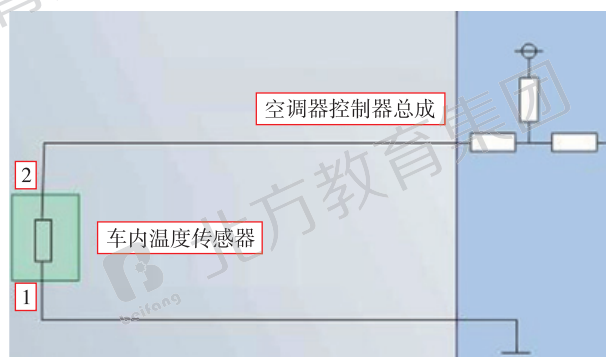 空调器控制器总成
2
车内温度传感器
1
北方教育集团
beifang